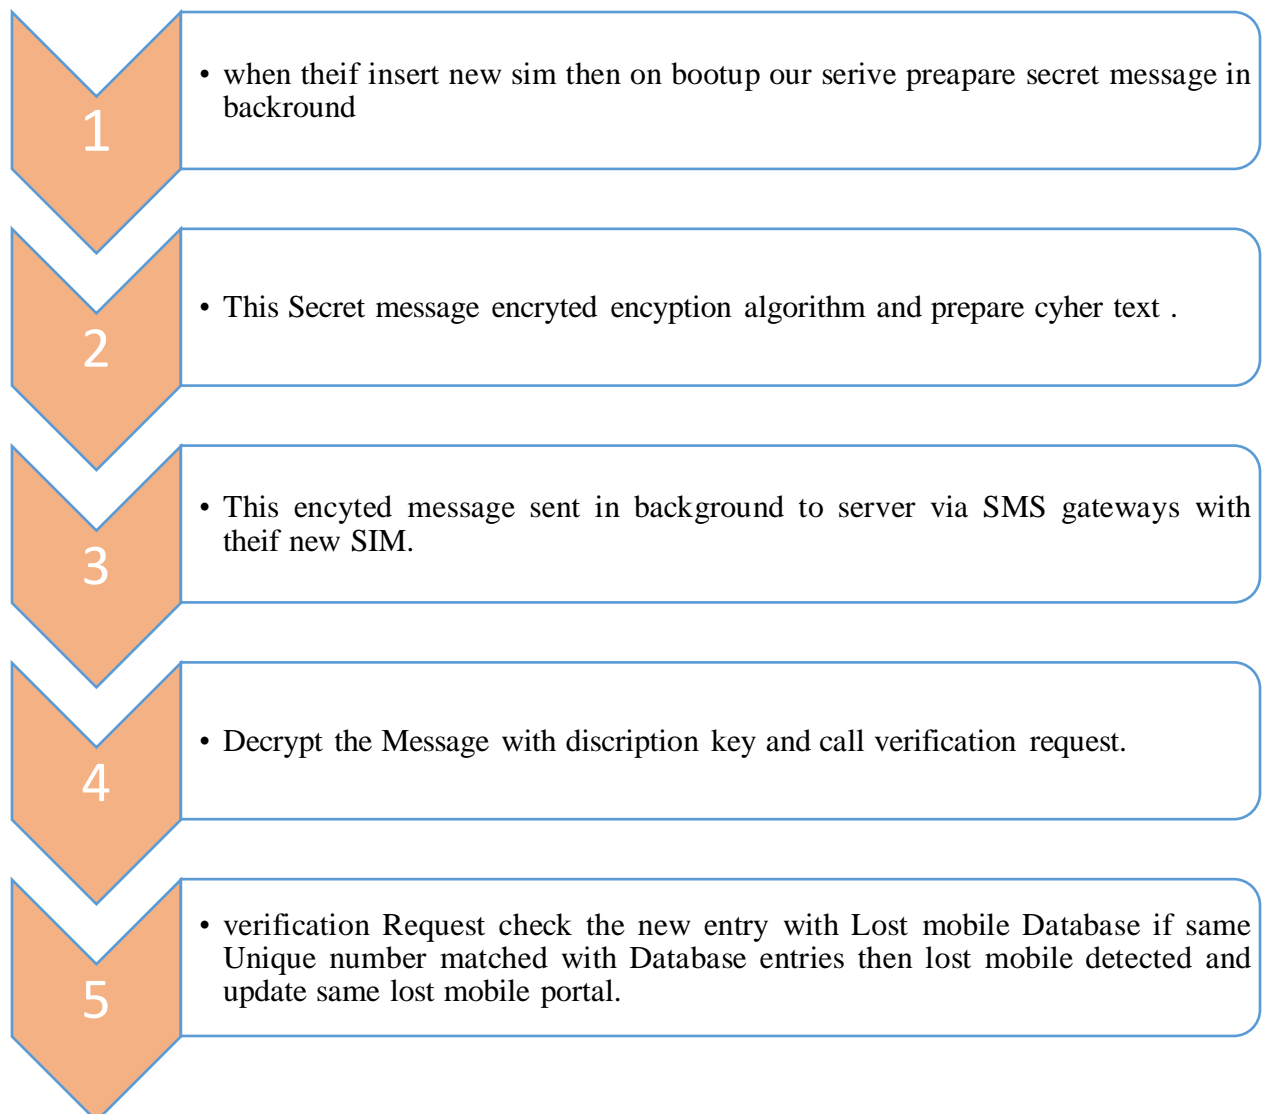 1
• when theif insert new sim then on bootup our serive preapare secret message in
backround
2
• This Secret message encryted encyption algorithm and prepare cyher text .
3
• This encyted message sent in background to server via SMS gateways with
theif new SIM.
4
• Decrypt the Message with discription key and call verification request.
5
• verification Request check the new entry with Lost mobile Database if same
Unique number matched with Database entries then lost mobile detected and
update same lost mobile portal.